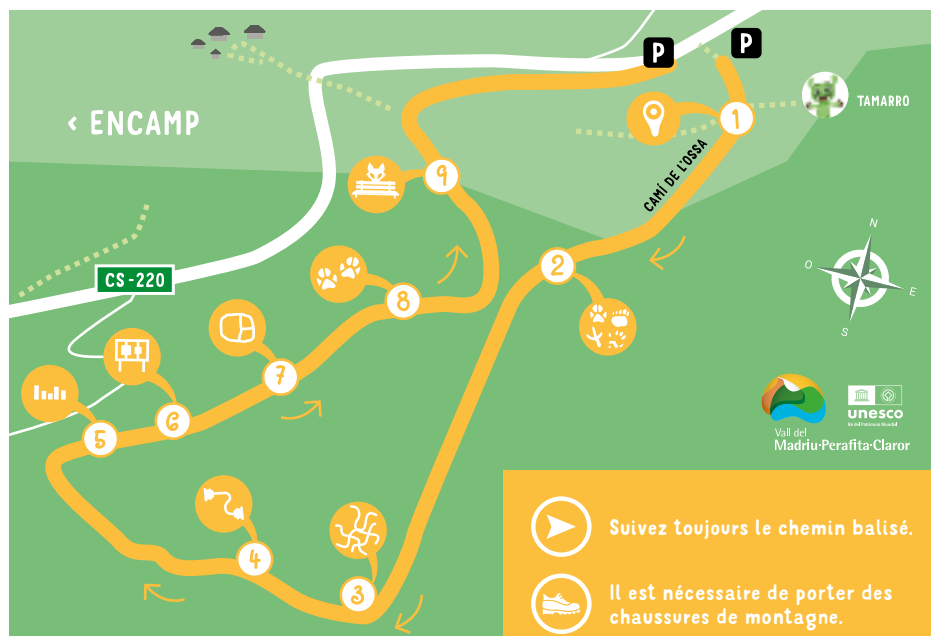 P
P
TAMARRO
‹ ENCAMP
1
CAMÍ DE L'OSSA
9
2
N
O
E
S
CS-220
8
7
6
5
4
3
Vall del
Madriu·Perafita·Claror
unesco
Suivez toujours le chemin balisé.
Il est nécessaire de porter des
chaussures de montagne.